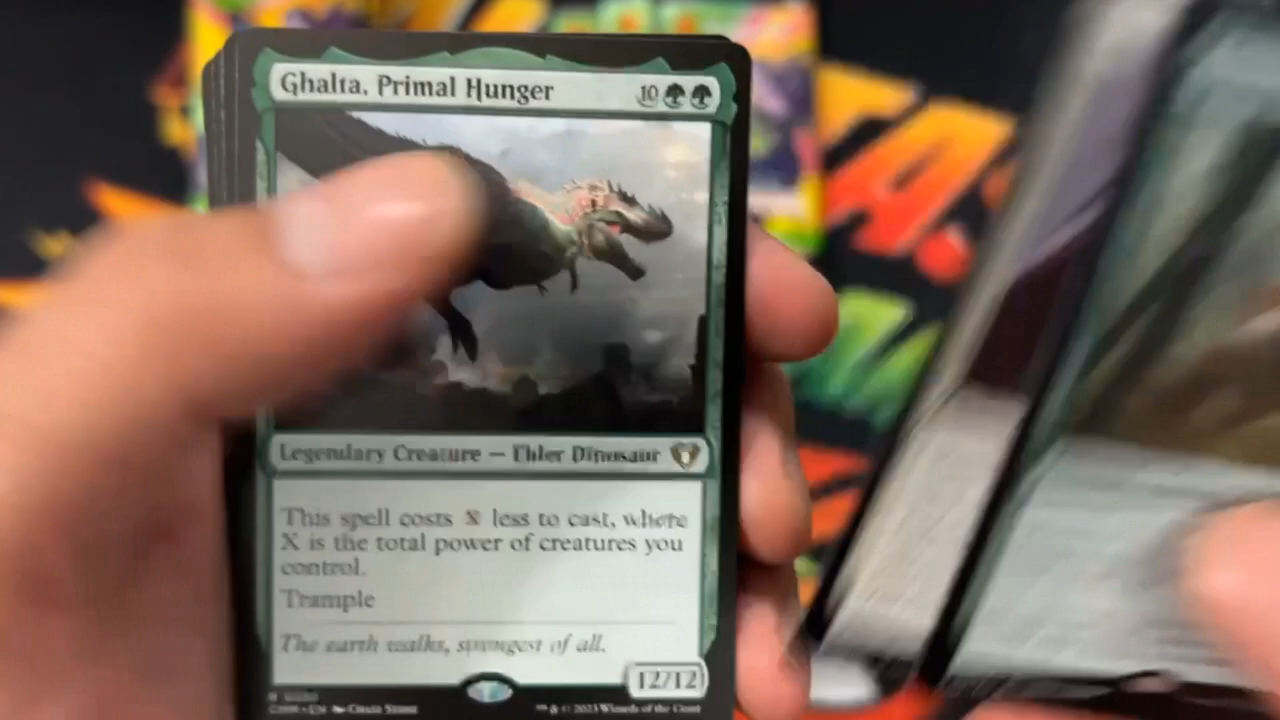 Ghalta, Primal Hunger 10
Legendary Creature — Elder Dinosaur
This spell costs X less to cast, where
X is the total power of creatures you
control.
Trample
The earth walks, strongest of all.
12/12
™ & © 2023 Wizards of the Coast